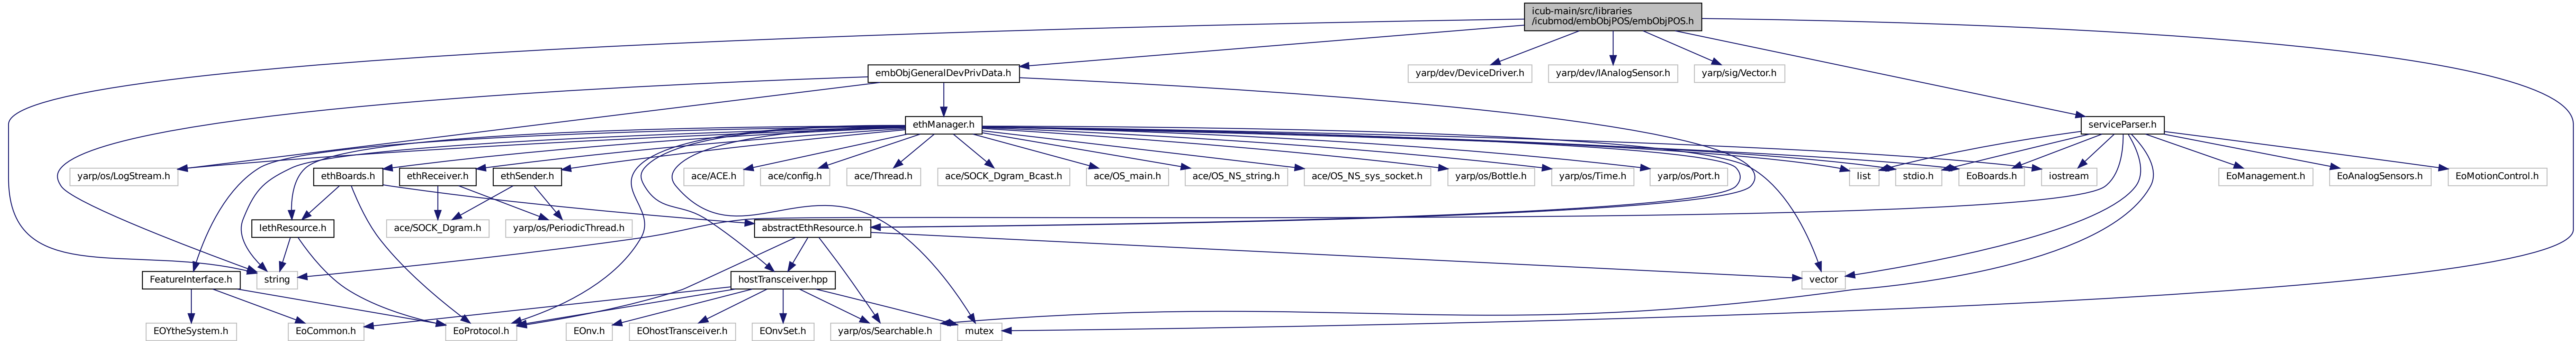 icub-main/src/libraries
/icubmod/embObjPOS/embObjPOS.h
embObjGeneralDevPrivData.h
yarp/dev/DeviceDriver.h
yarp/dev/IAnalogSensor.h
yarp/sig/Vector.h
ethManager.h
serviceParser.h
yarp/os/LogStream.h
ethBoards.h
ethReceiver.h
ethSender.h
ace/ACE.h
ace/config.h
ace/Thread.h
ace/SOCK_Dgram_Bcast.h
ace/OS_main.h
ace/OS_NS_string.h
ace/OS_NS_sys_socket.h
yarp/os/Bottle.h
yarp/os/Time.h
yarp/os/Port.h
list
stdio.h
EoBoards.h
iostream
EoManagement.h
EoAnalogSensors.h
EoMotionControl.h
IethResource.h
ace/SOCK_Dgram.h
yarp/os/PeriodicThread.h
abstractEthResource.h
FeatureInterface.h
string
hostTransceiver.hpp
vector
EOYtheSystem.h
EoCommon.h
EoProtocol.h
EOnv.h
EOhostTransceiver.h
EOnvSet.h
yarp/os/Searchable.h
mutex